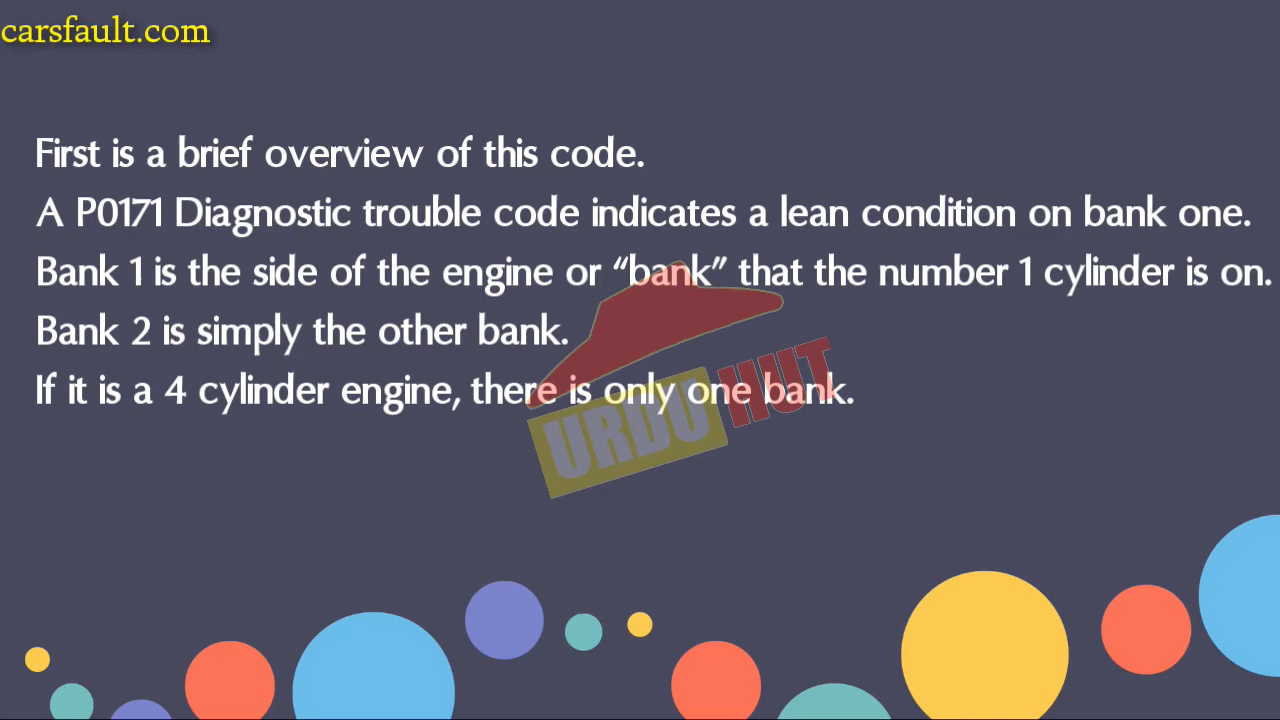 carsfault.com
First is a brief overview of this code.
A P0171 Diagnostic trouble code indicates a lean condition on bank one.
Bank 1 is the side of the engine or “bank” that the number 1 cylinder is on.
Bank 2 is simply the other bank.
If it is a 4 cylinder engine, there is only one bank.
URDU HUT